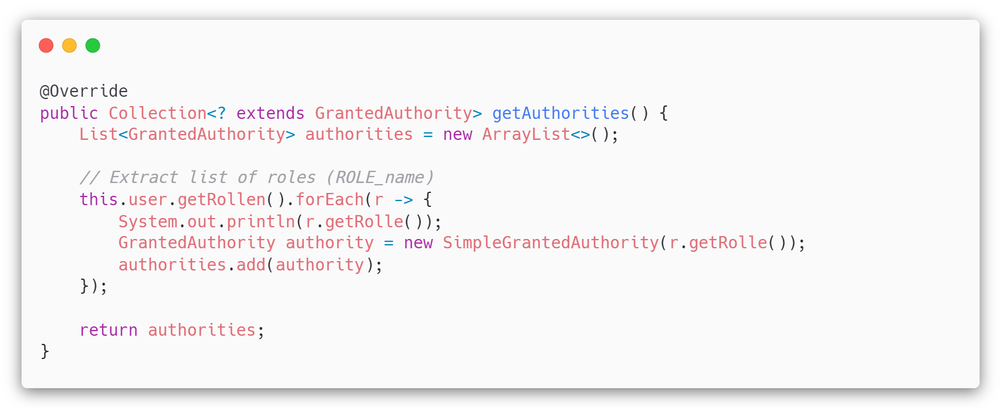 @Override
public Collection<? extends GrantedAuthority> getAuthorities() {
    List<GrantedAuthority> authorities = new ArrayList<>();

    // Extract list of roles (ROLE_name)
    this.user.getRollen().forEach(r -> {
        System.out.println(r.getRolle());
        GrantedAuthority authority = new SimpleGrantedAuthority(r.getRolle());
        authorities.add(authority);
    });

    return authorities;
}